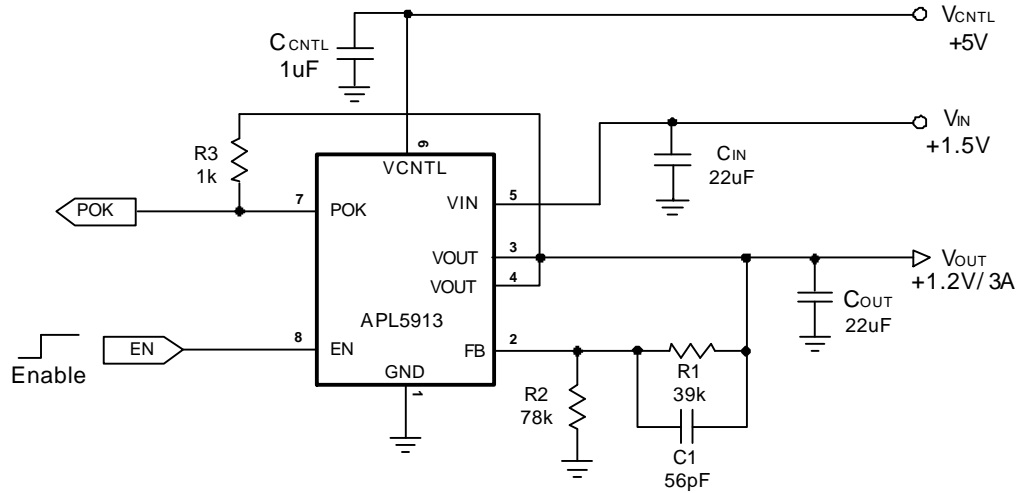 VCNTL
+5V
CCNTL
1uF
VIN
+1.5V
R3
1k
6
VCNTL
CIN
22uF
POK
7
POK
VIN
5
VOUT
3
VOUT
4
VOUT
+1.2V/3A
COUT
22uF
APL5913
EN
8
EN
Enable
FB
2
GND
1
R2
78k
R1
39k
C1
56pF